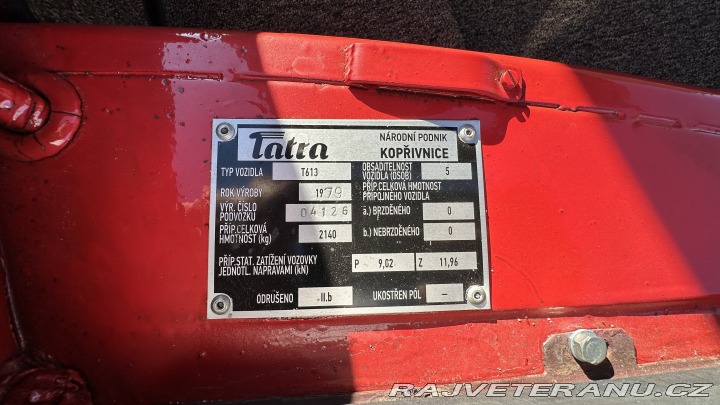 Tatra
NÁRODNÍ PODNIK
KOPŘIVNICE
TYP VOZIDLA T613
ROK VÝROBY 1979
VÝR. ČÍSLO
PODVOZKU 04126
PŘÍP.CELKOVÁ
HMOTNOST (kg) 2140
OBSADITELNOST
VOZIDLA (OSOB) 5
PŘÍP.CELKOVÁ HMOTNOST
PŘÍPOJNÉHO VOZIDLA
a.) BRZDĚNÉHO 0
b.) NEBRZDĚNÉHO 0
PŘÍP.STAT. ZATÍŽENÍ VOZOVKY
JEDNOTL. NÁPRAVAMI (kN) P 9,02 Z 11,96
ODRUŠENO II.b UKOSTŘEN PÓL –
RAJVETERANU.CZ